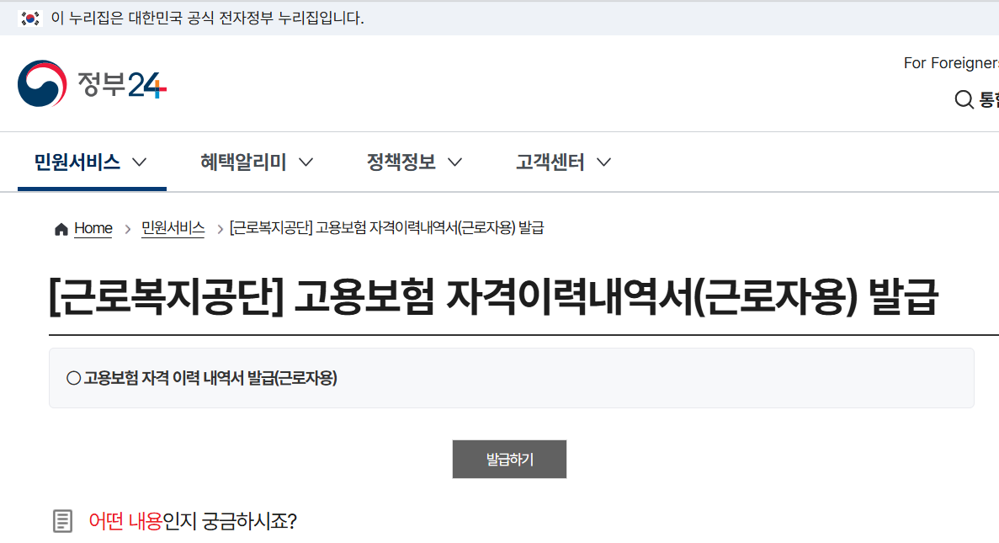 이 누리집은 대한민국 공식 전자정부 누리집입니다.
정부24
For Foreigners
통합
민원서비스 혜택알리미 정책정보 고객센터
Home > 민원서비스 > [근로복지공단] 고용보험 자격이력내역서(근로자용) 발급
[근로복지공단] 고용보험 자격이력내역서(근로자용) 발급
○ 고용보험 자격 이력 내역서 발급(근로자용)
발급하기
어떤 내용인지 궁금하시죠?